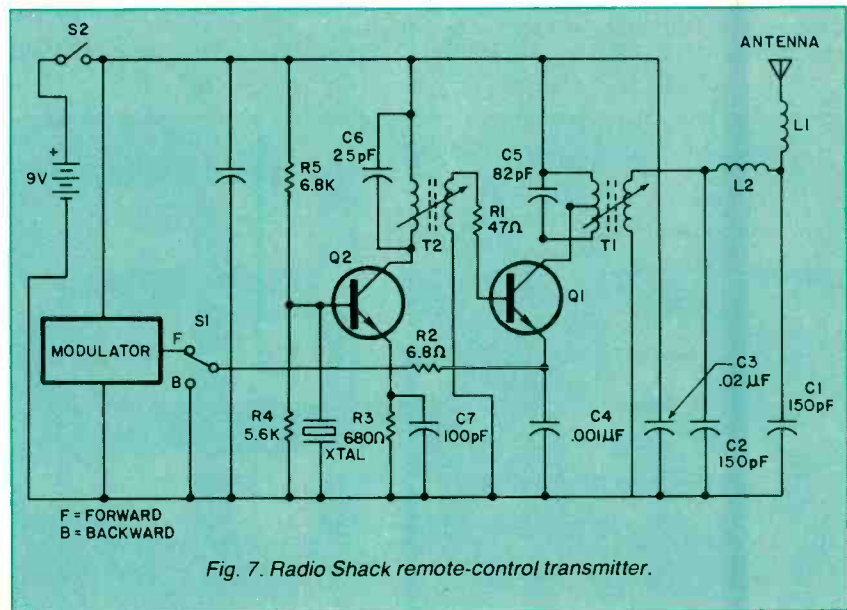 S2
ANTENNA
+
9V
R5
6.8K
C6
25pF
C5
82pF
L1
L2
R1
47Ω
T2
T1
Q2
Q1
S1
MODULATOR
F
B
R2
6.8Ω
R4
5.6K
XTAL
R3
680Ω
C7
100pF
C4
.001µF
C3
.02µF
C2
150pF
C1
150pF
F = FORWARD
B = BACKWARD
Fig. 7. Radio Shack remote-control transmitter.